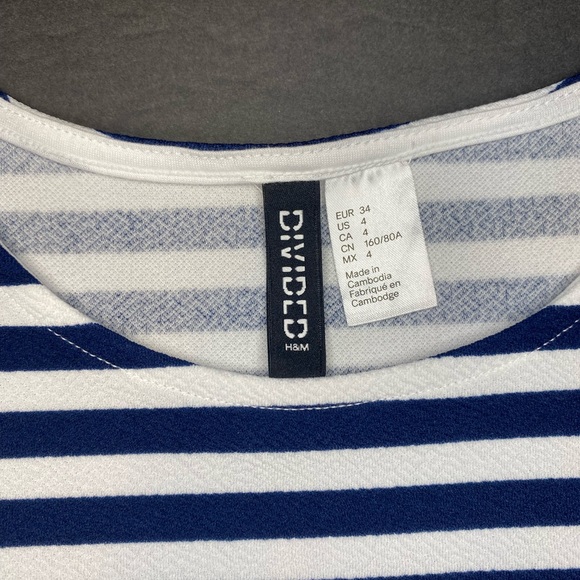 DIVIDED
H&M
EUR 34
US 4
CA 4
CN 160/80A
MX 4
Made in
Cambodia
Fabriqué en
Cambodge